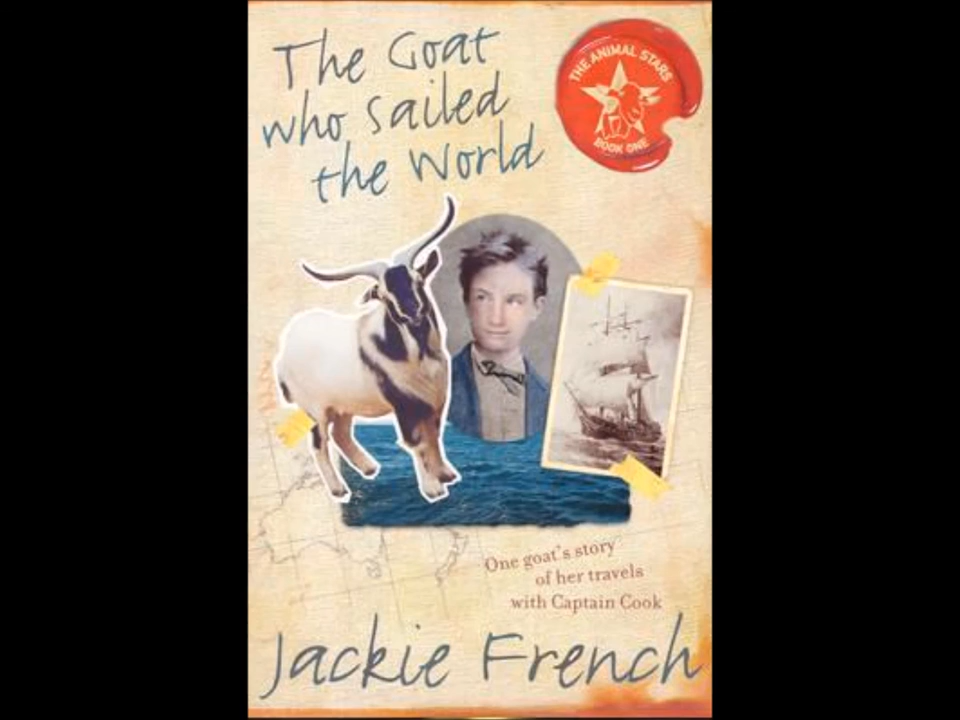 The Goat
who Sailed
the World
THE ANIMAL STARS
BOOK ONE
One goat's story
of her travels
with Captain Cook
Jackie French